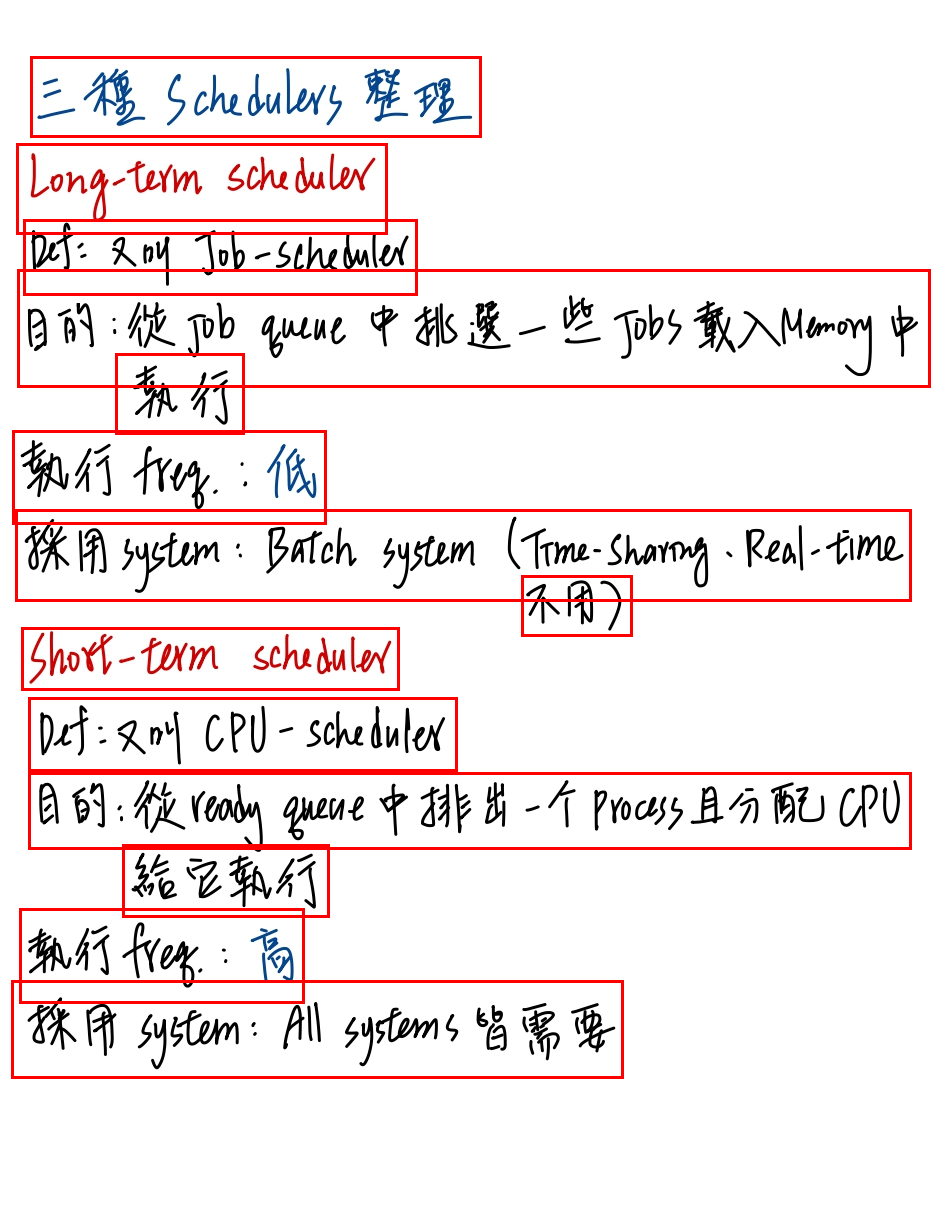 三種 Schedulers 整理
Long-term scheduler
Def: 又叫 Job-scheduler
目的:從 Job queue 中挑選一些 Jobs 載入 Memory 中
執行
執行 freq. : 低
採用 system: Batch system (Time-sharing、Real-time
不用)
Short-term scheduler
Def: 又叫 CPU-scheduler
目的:從 ready queue 中排出一个 process 且分配 CPU
給它執行
執行 freq. : 高
採用 system: All systems 皆需要